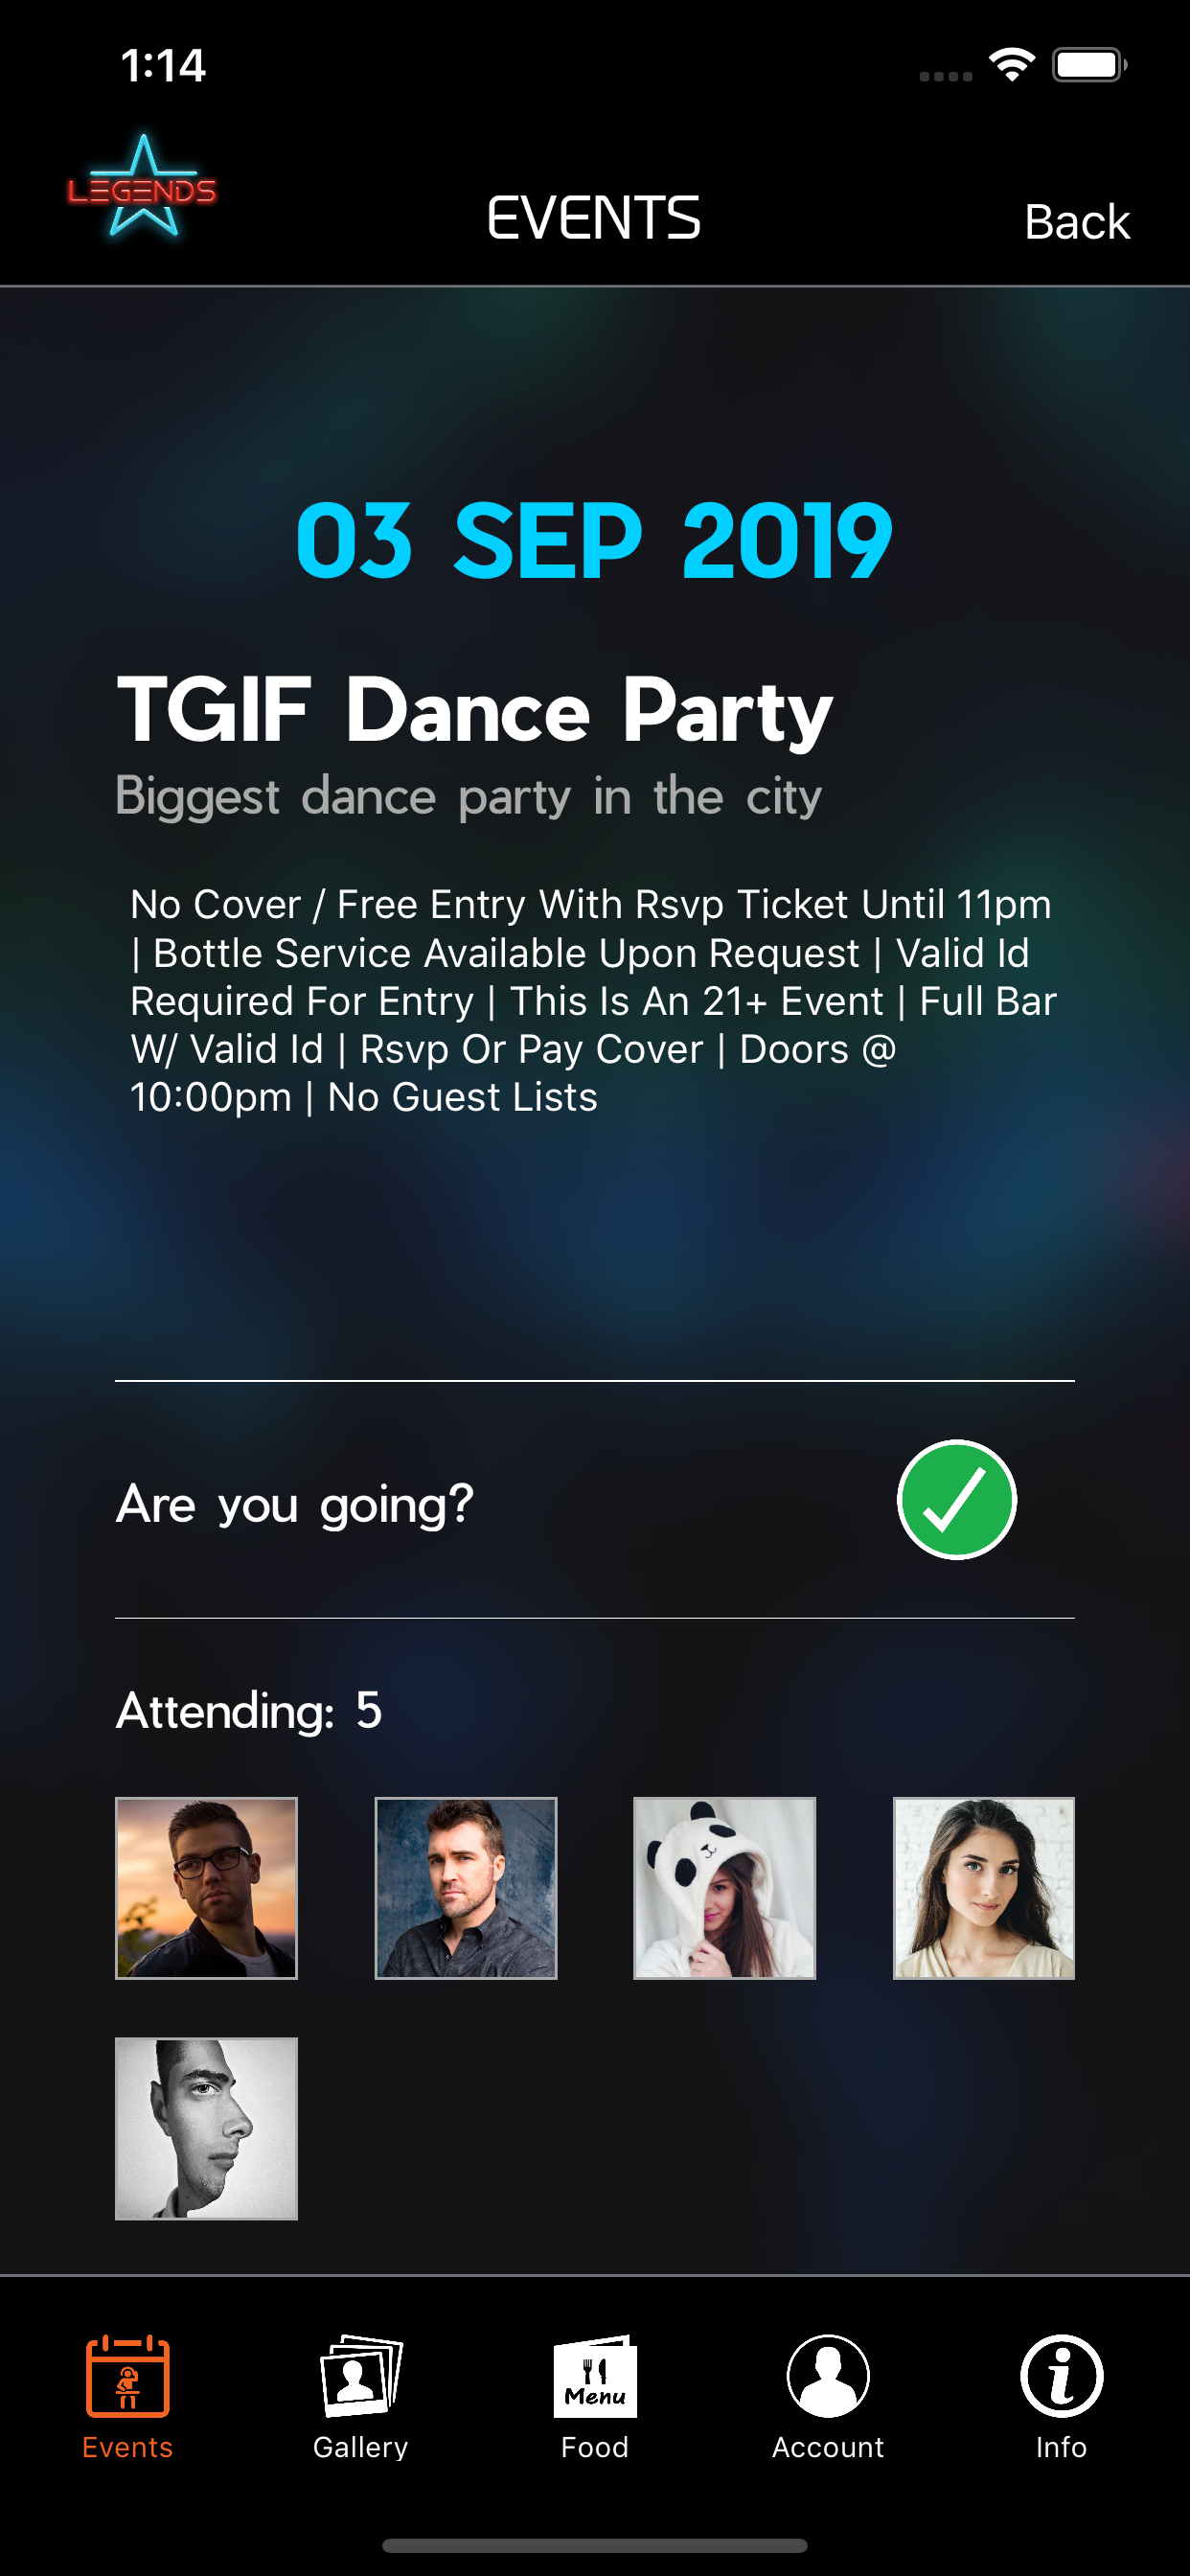 1:14
LEGENDS
EVENTS
Back
03 SEP 2019
TGIF Dance Party
Biggest dance party in the city
No Cover / Free Entry With Rsvp Ticket Until 11pm
| Bottle Service Available Upon Request | Valid Id
Required For Entry | This Is An 21+ Event | Full Bar
W/ Valid Id | Rsvp Or Pay Cover | Doors @
10:00pm | No Guest Lists
Are you going?
Attending: 5
Menu
Events
Gallery
Food
Account
Info